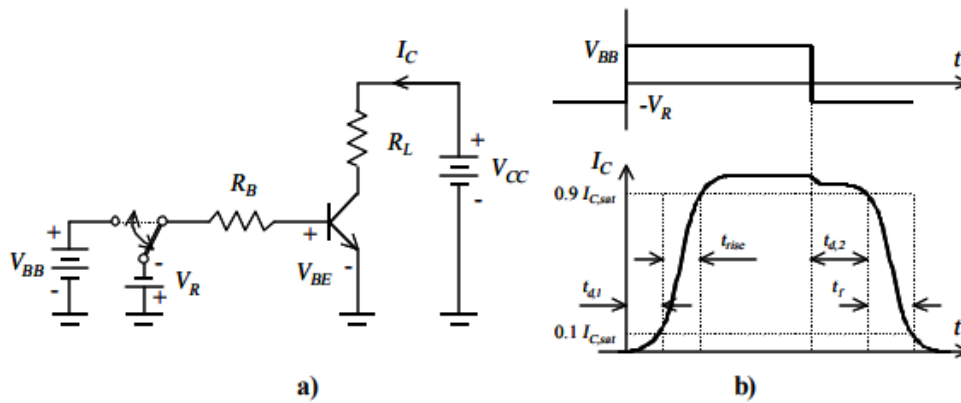 I_C
R_L
V_CC
R_B
V_BB
V_R
V_BE
+
-
+
-
+
-
-
+
a)
V_BB
-V_R
t
I_C
0.9 I_C,sat
t_rise
t_d,2
t_d,1
t_f
0.1 I_C,sat
t
b)